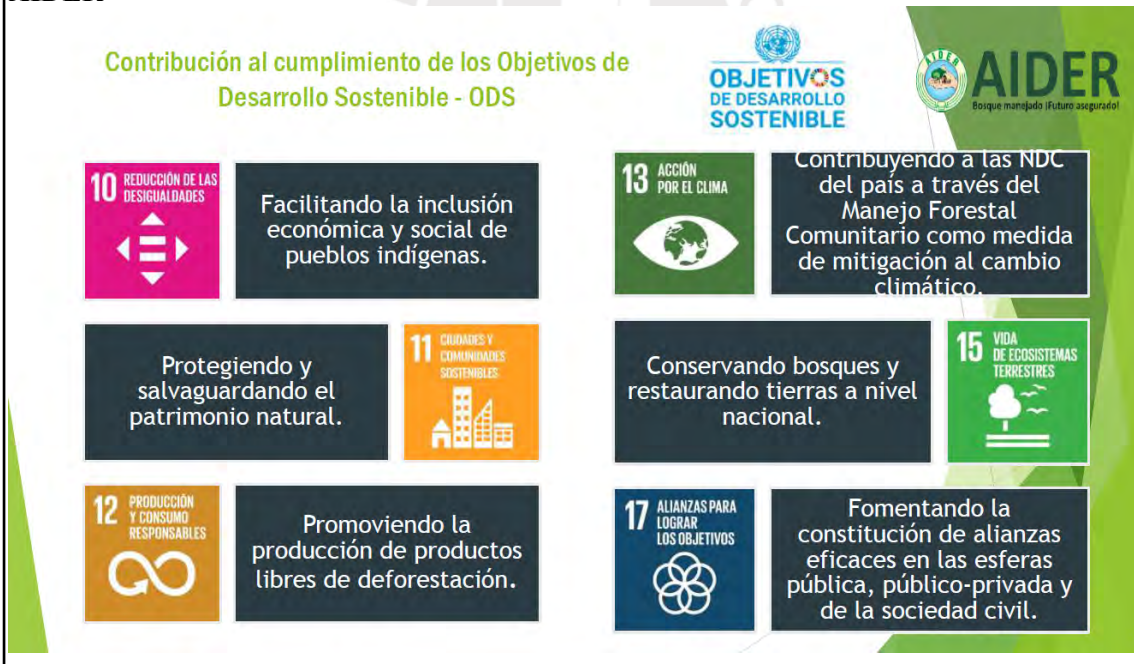 Contribución al cumplimiento de los Objetivos de
Desarrollo Sostenible - ODS
OBJETIVOS
DE DESARROLLO
SOSTENIBLE
AIDER
AIDER
Bosque manejado ¡Futuro asegurado!
10 REDUCCIÓN DE LAS
DESIGUALDADES
Facilitando la inclusión
económica y social de
pueblos indígenas.
Protegiendo y
salvaguardando el
patrimonio natural.
11 CIUDADES Y
COMUNIDADES
SOSTENIBLES
12 PRODUCCIÓN
Y CONSUMO
RESPONSABLES
Promoviendo la
producción de productos
libres de deforestación.
13 ACCIÓN
POR EL CLIMA
Contribuyendo a las NDC
del país a través del
Manejo Forestal
Comunitario como medida
de mitigación al cambio
climático.
Conservando bosques y
restaurando tierras a nivel
nacional.
15 VIDA
DE ECOSISTEMAS
TERRESTRES
17 ALIANZAS PARA
LOGRAR
LOS OBJETIVOS
Fomentando la
constitución de alianzas
eficaces en las esferas
pública, público-privada y
de la sociedad civil.